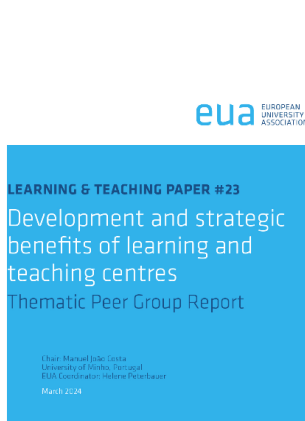 eua
EUROPEAN
UNIVERSITY
ASSOCIATION
LEARNING & TEACHING PAPER #23
Development and strategic
benefits of learning and
teaching centres
Thematic Peer Group Report
Chair: Manuel João Costa
University of Minho, Portugal
EUA Coordinator: Helene Peterbauer
March 2024